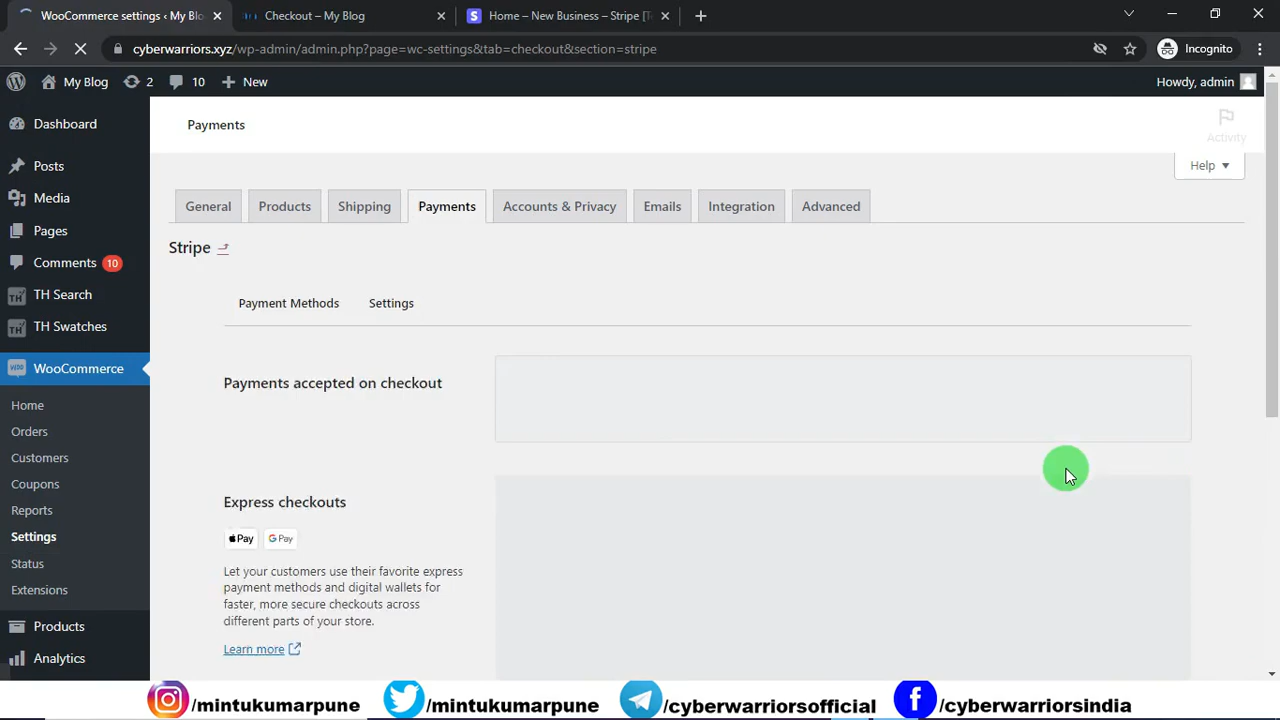 WooCommerce settings ‹ My Blo
Checkout – My Blog
Home – New Business – Stripe [Te
cyberwarriors.xyz/wp-admin/admin.php?page=wc-settings&tab=checkout&section=stripe
Incognito
My Blog
2
10
New
Howdy, admin
Dashboard
Posts
Media
Pages
Comments 10
TH Search
TH Swatches
WooCommerce
Home
Orders
Customers
Coupons
Reports
Settings
Status
Extensions
Products
Analytics
Payments
Activity
Help
General
Products
Shipping
Payments
Accounts & Privacy
Emails
Integration
Advanced
Stripe
Payment Methods
Settings
Payments accepted on checkout
Express checkouts
Pay
G Pay
Let your customers use their favorite express
payment methods and digital wallets for
faster, more secure checkouts across
different parts of your store.
Learn more
/mintukumarpune
/mintukumarpune
/cyberwarriorsofficial
/cyberwarriorsindia